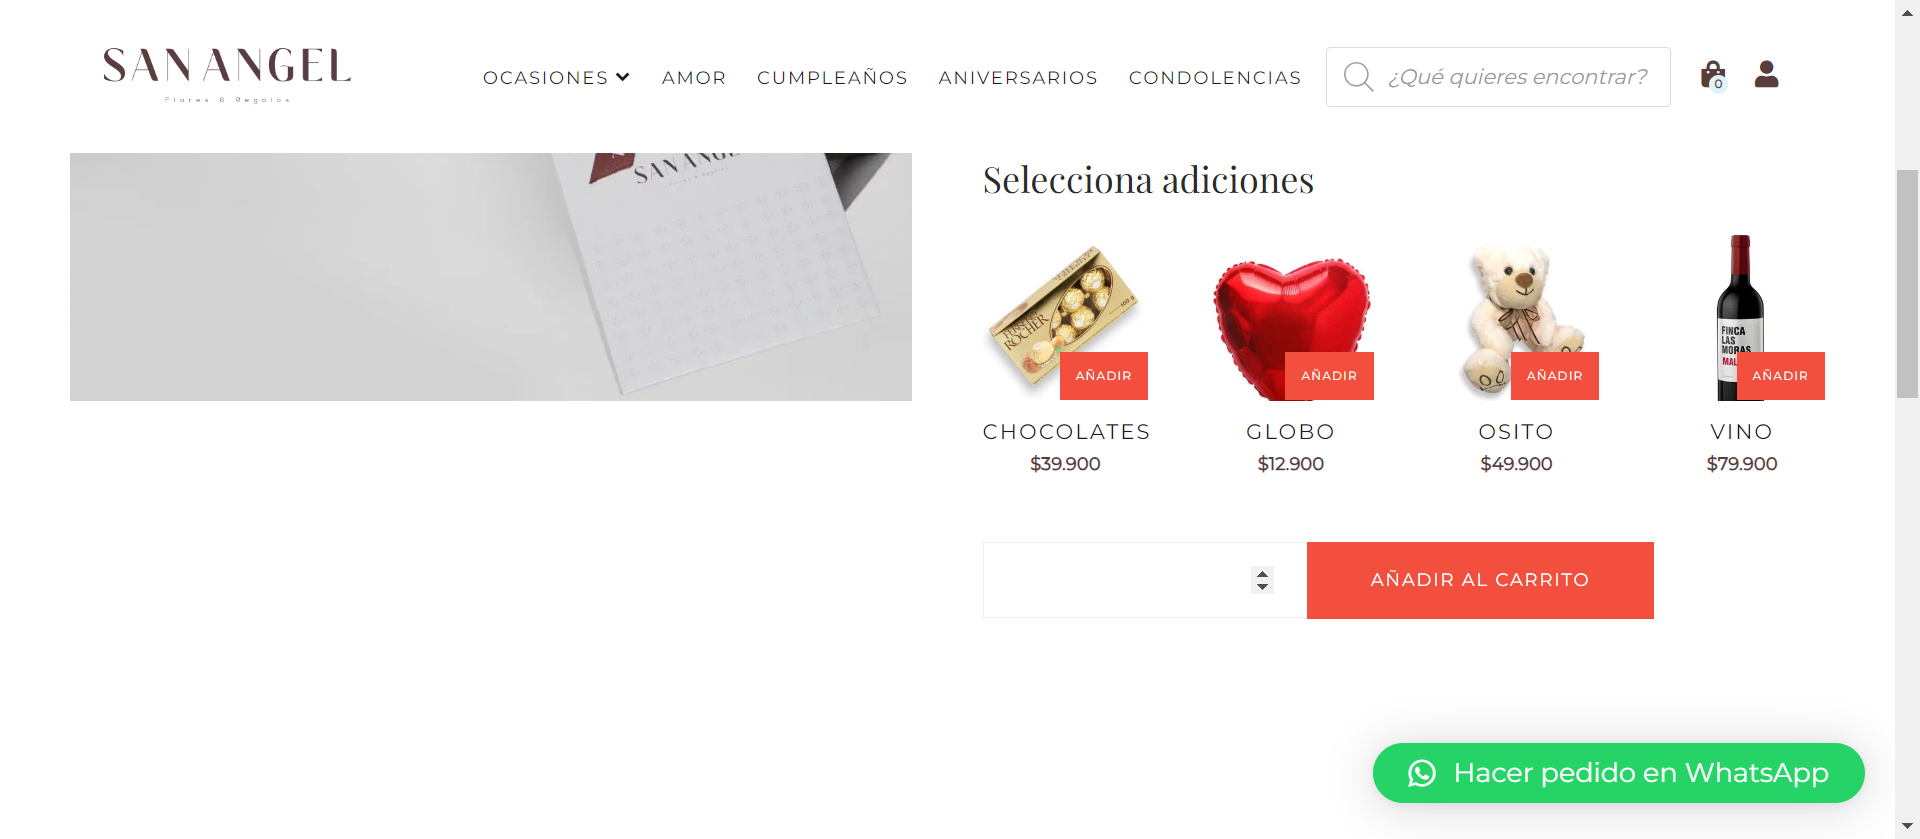 SAN ANGEL
Flores & Regalos
OCASIONES
AMOR
CUMPLEAÑOS
ANIVERSARIOS
CONDOLENCIAS
¿Qué quieres encontrar?
0
SAN ANGEL
Selecciona adiciones
FERRERO
ROCHER
100 g
FINCA
LAS
MORAS
AÑADIR
AÑADIR
AÑADIR
AÑADIR
CHOCOLATES
$39.900
GLOBO
$12.900
OSITO
$49.900
VINO
$79.900
AÑADIR AL CARRITO
Hacer pedido en WhatsApp